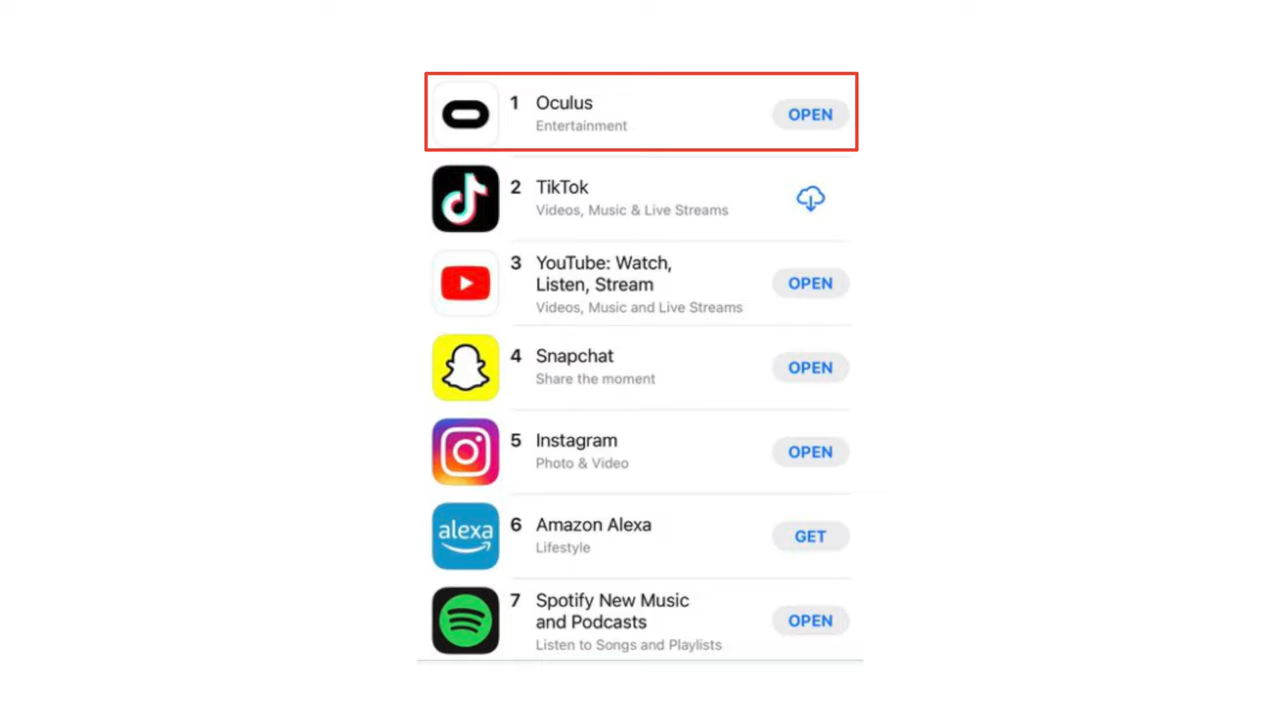 1 Oculus
Entertainment
OPEN
2 TikTok
Videos, Music & Live Streams
3 YouTube: Watch,
Listen, Stream
Videos, Music and Live Streams
OPEN
4 Snapchat
Share the moment
OPEN
5 Instagram
Photo & Video
OPEN
alexa
6 Amazon Alexa
Lifestyle
GET
7 Spotify New Music
and Podcasts
Listen to Songs and Playlists
OPEN